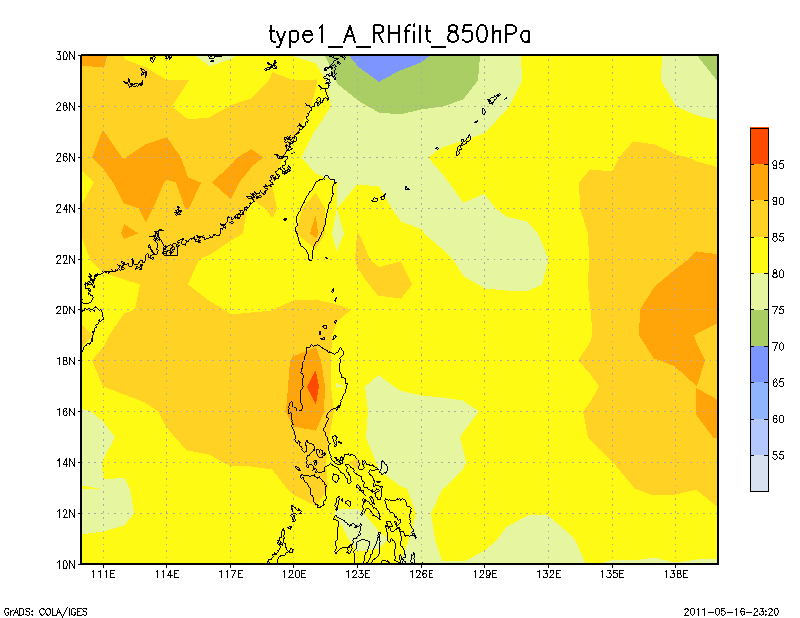 type1_A_RHfilt_850hPa
30N
28N
26N
24N
22N
20N
18N
16N
14N
12N
10N
111E 114E 117E 120E 123E 126E 129E 132E 135E 138E
95
90
85
80
75
70
65
60
55
GrADS: COLA/IGES 2011-05-16-23:20